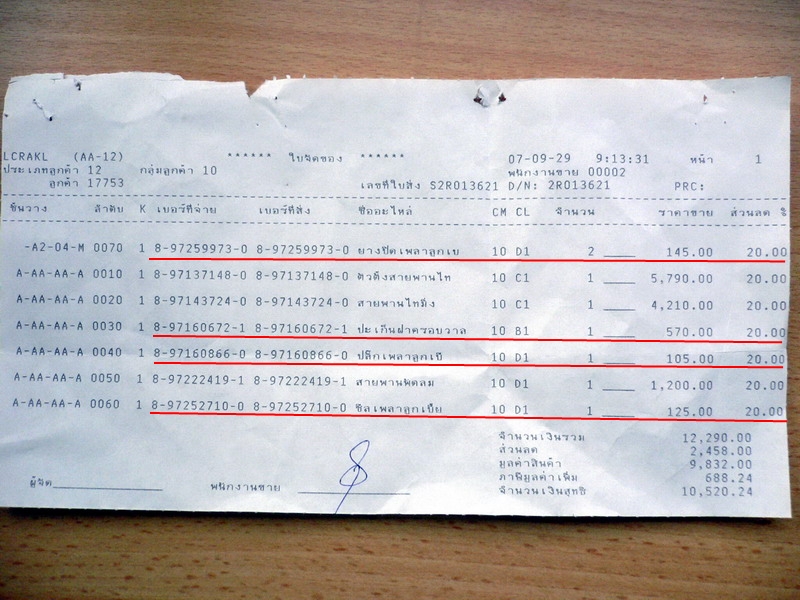 LCRAKL (AA-12) ****** ใบจัดของ ****** 07-09-29 9:13:31 หน้า 1
ประเภทลูกค้า 12 กลุ่มลูกค้า 10 พนักงานขาย 00002
ลูกค้า 17753 เลขที่ใบสั่ง S2R013621 D/N: 2R013621 PRC:
ชั้นวาง ลำดับ K เบอร์ที่จ่าย เบอร์ที่สั่ง ชื่ออะไหล่ CM CL จำนวน ราคาขาย ส่วนลด %
-A2-04-M 0070 1 8-97259973-0 8-97259973-0 ยางปิดเพลาลูกเบ 10 D1 2 ____ 145.00 20.00
A-AA-AA-A 0010 1 8-97137148-0 8-97137148-0 ตัวตั้งสายพานไท 10 C1 1 ____ 5,790.00 20.00
A-AA-AA-A 0020 1 8-97143724-0 8-97143724-0 สายพานไทมิ่ง 10 C1 1 ____ 4,210.00 20.00
A-AA-AA-A 0030 1 8-97160672-1 8-97160672-1 ปะเก็นฝาครอบวาล 10 B1 1 ____ 570.00 20.00
A-AA-AA-A 0040 1 8-97160866-0 8-97160866-0 ปลั๊กเพลาลูกเบี 10 D1 1 ____ 105.00 20.00
A-AA-AA-A 0050 1 8-97222419-1 8-97222419-1 สายพานพัดลม 10 D1 1 ____ 1,200.00 20.00
A-AA-AA-A 0060 1 8-97252710-0 8-97252710-0 ซีลเพลาลูกเบี้ย 10 D1 1 ____ 125.00 20.00
จำนวนเงินรวม 12,290.00
ส่วนลด 2,458.00
มูลค่าสินค้า 9,832.00
ภาษีมูลค่าเพิ่ม 688.24
จำนวนเงินสุทธิ 10,520.24
ผู้จัด____________ พนักงานขาย ____________